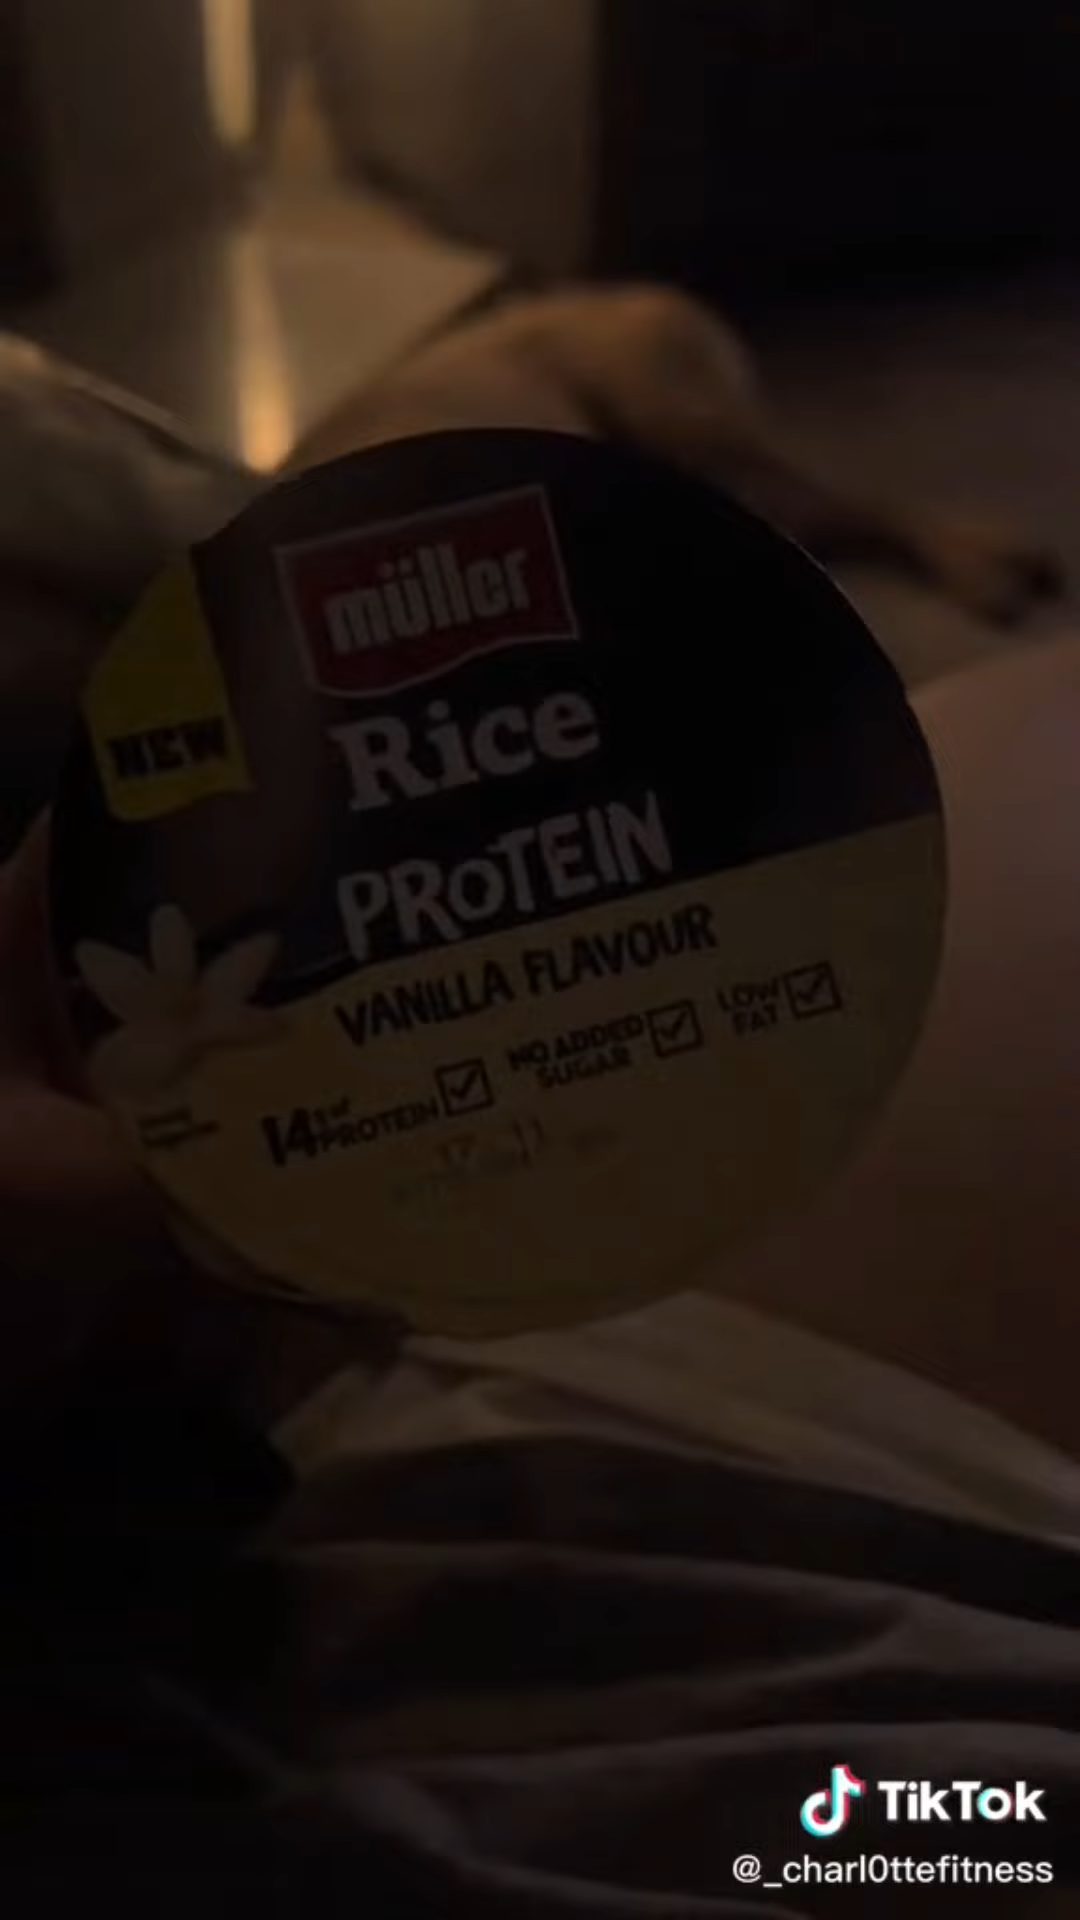 müller
NEW
Rice
PROTEIN
VANILLA FLAVOUR
14g of PROTEIN
NO ADDED SUGAR
LOW FAT
TikTok
@_charl0ttefitness